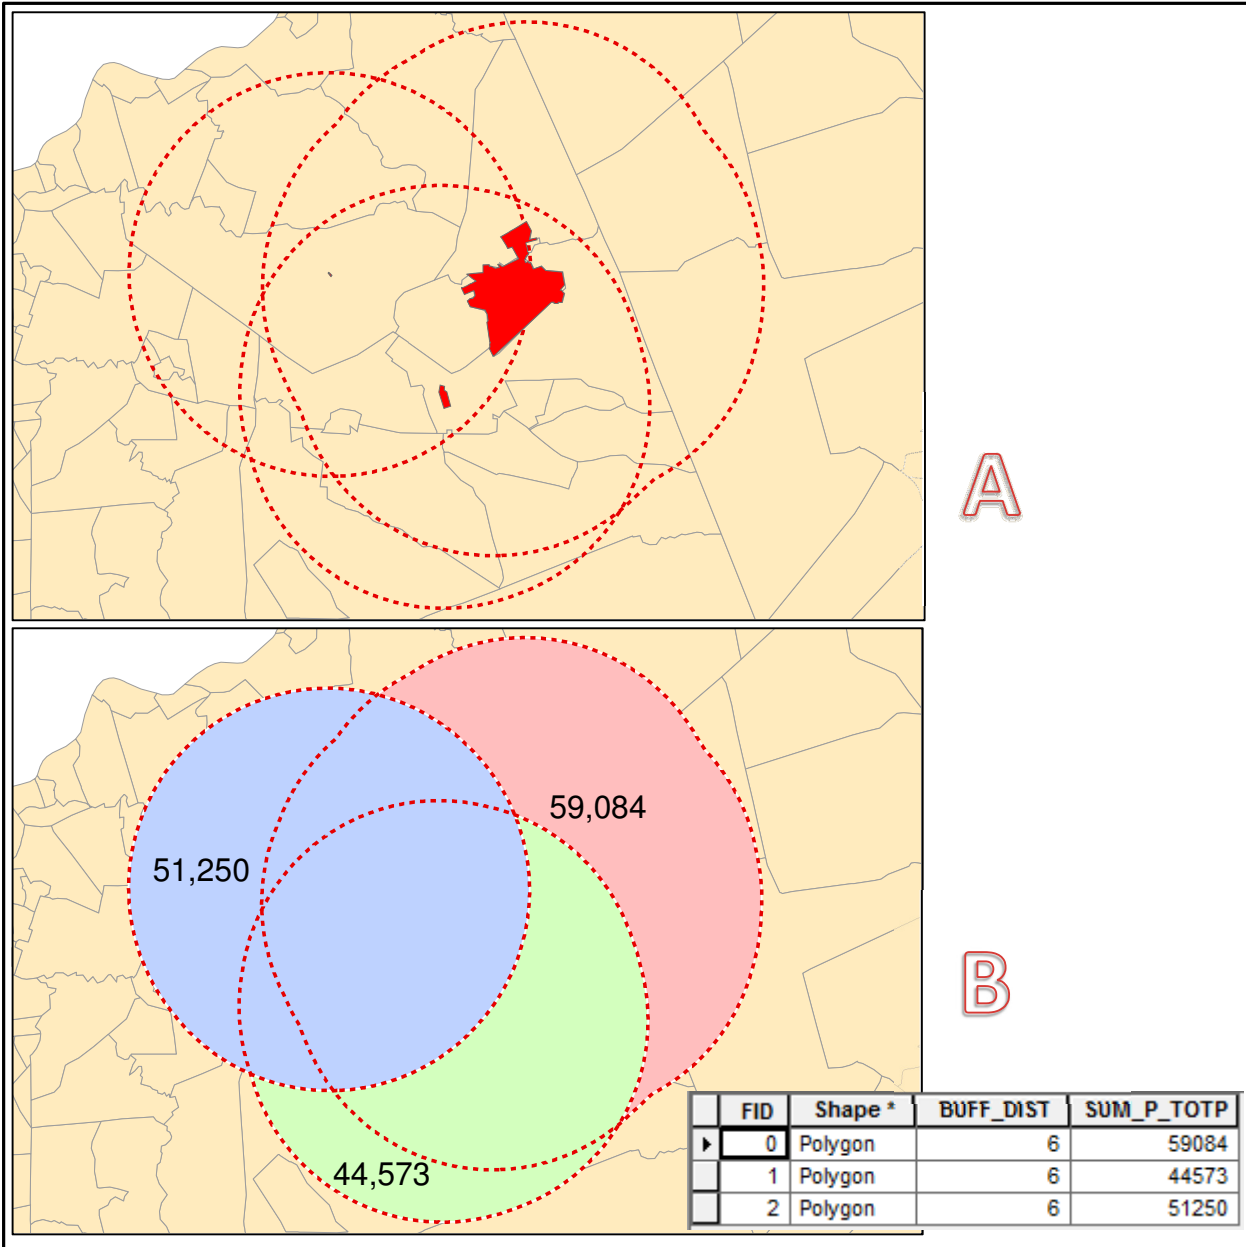 A
59,084
51,250
44,573
B
FID Shape * BUFF_DIST SUM_P_TOTP
0 Polygon 6 59084
1 Polygon 6 44573
2 Polygon 6 51250